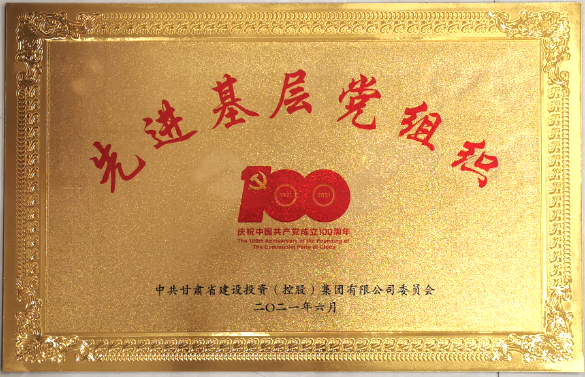 先进基层党组织
100
1921 2021
庆祝中国共产党成立100周年
The 100th Anniversary of the Founding of
The Communist Party of China
中共甘肃省建设投资（控股）集团有限公司委员会
二〇二一年六月